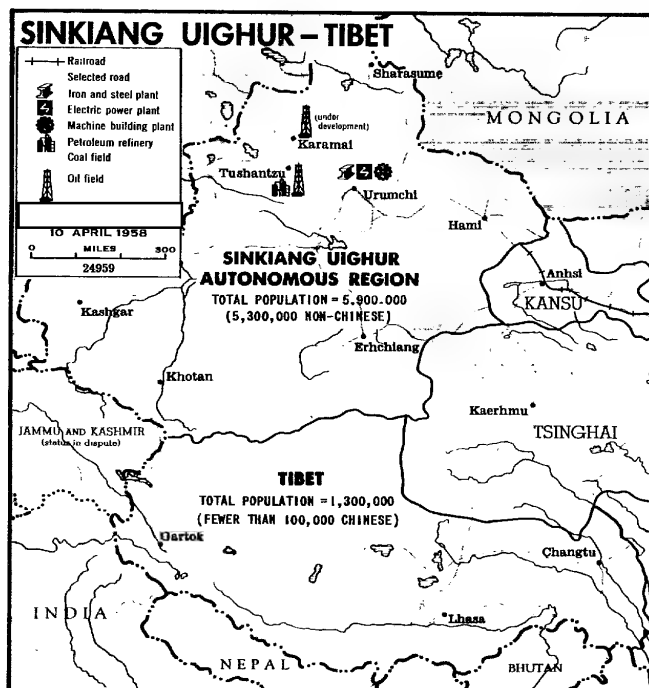 SINKIANG UIGHUR – TIBET
Railroad
Selected road
Iron and steel plant
Electric power plant
Machine building plant
Petroleum refinery
Coal field
Oil field
10 APRIL 1958
MILES
0 300
24959
Sharasume
MONGOLIA
(under development)
Karamai
Tushantzu
Urumchi
Hami
SINKIANG UIGHUR
AUTONOMOUS REGION
TOTAL POPULATION = 5,900,000
(5,300,000 NON-CHINESE)
Anhsi
KANSU
Kashgar
Erhchiang
Khotan
Kaerhmu
JAMMU AND KASHMIR
(status in dispute)
TSINGHAI
TIBET
TOTAL POPULATION = 1,300,000
(FEWER THAN 100,000 CHINESE)
Gartok
Changtu
INDIA
Lhasa
NEPAL
BHUTAN